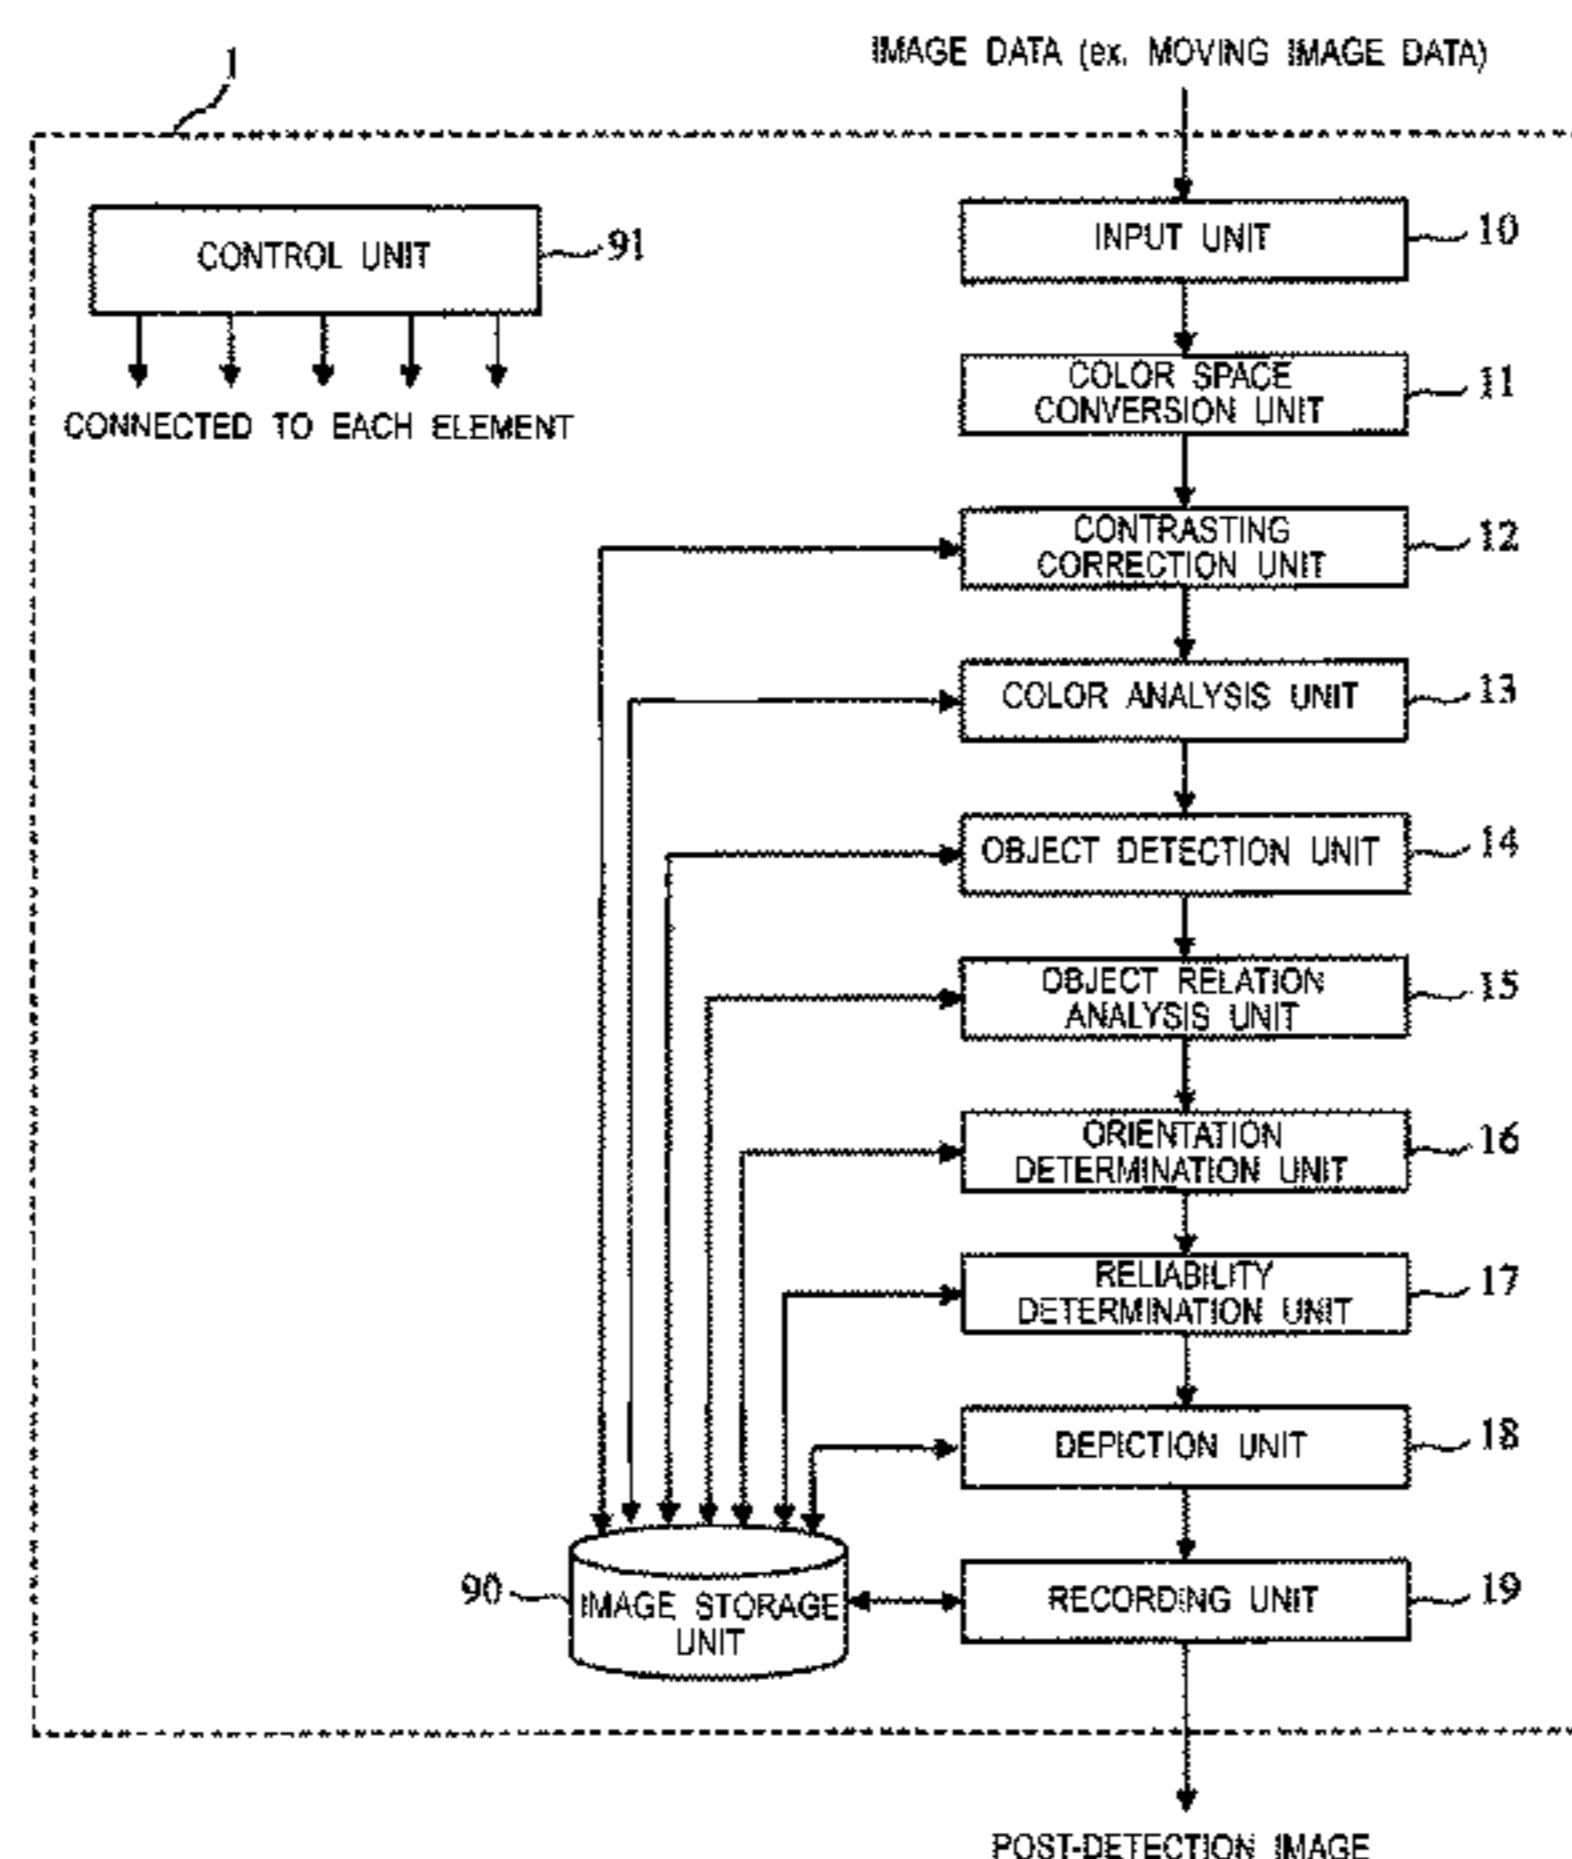 IMAGE DATA (ex. MOVING IMAGE DATA)
1
CONTROL UNIT
91
CONNECTED TO EACH ELEMENT
INPUT UNIT
10
COLOR SPACE
CONVERSION UNIT
11
CONTRASTING
CORRECTION UNIT
12
COLOR ANALYSIS UNIT
13
OBJECT DETECTION UNIT
14
OBJECT RELATION
ANALYSIS UNIT
15
ORIENTATION
DETERMINATION UNIT
16
RELIABILITY
DETERMINATION UNIT
17
DEPICTION UNIT
18
90
IMAGE STORAGE
UNIT
RECORDING UNIT
19
POST-DETECTION IMAGE